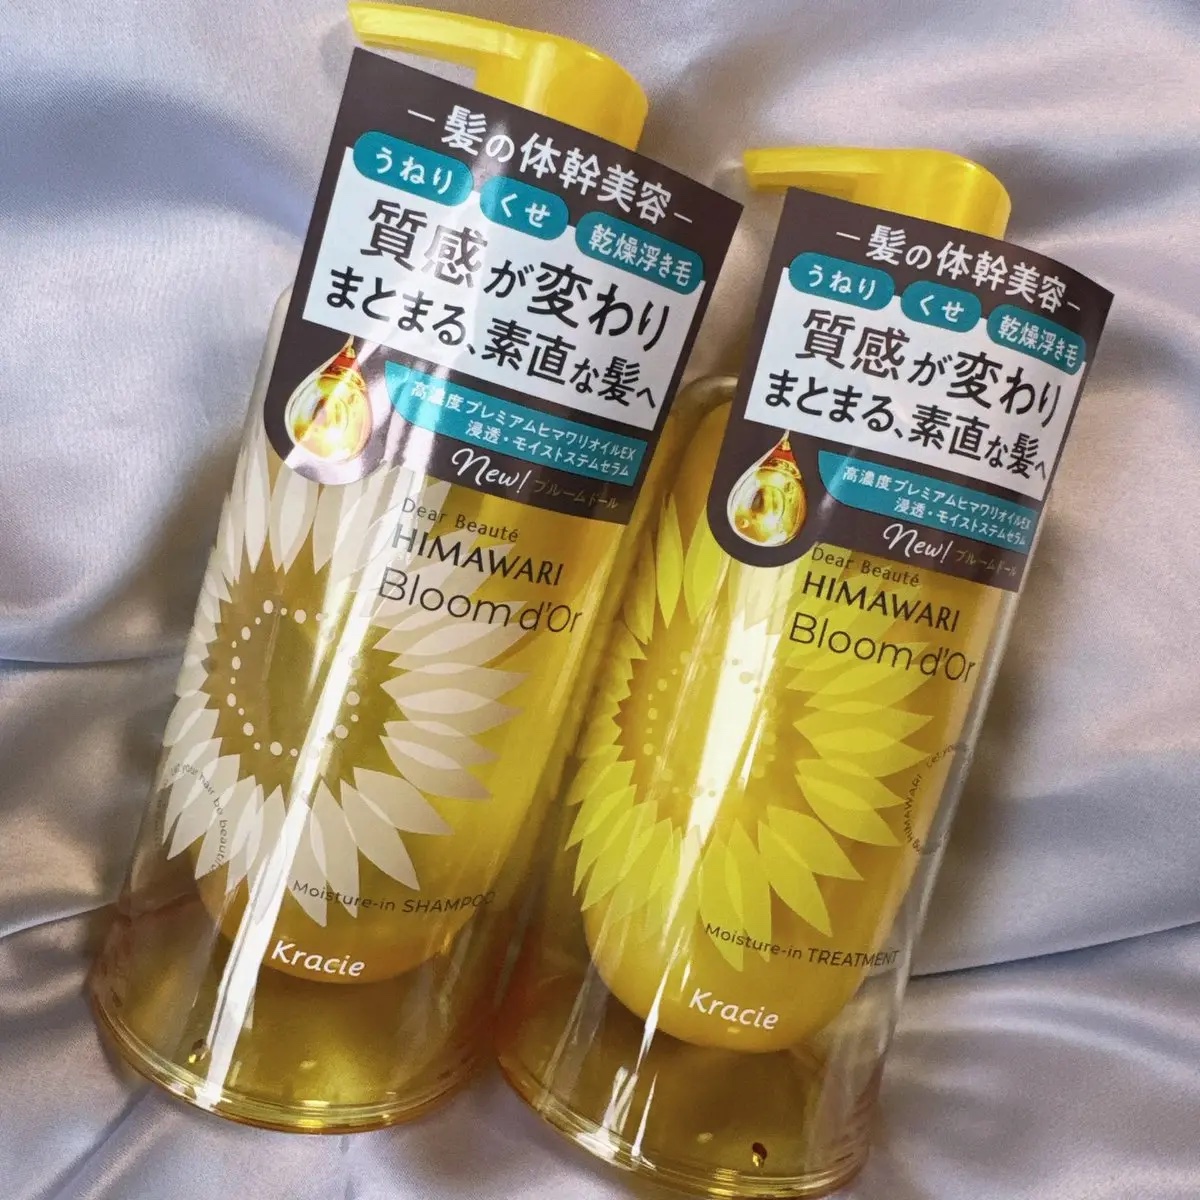 ―髪の体幹美容―
うねり
くせ
乾燥浮き毛
質感が変わり
まとまる、素直な髪へ
高濃度プレミアムヒマワリオイルEX
浸透・モイストステムセラム
New! ブルームドール
Dear Beauté
HIMAWARI
Bloom d'Or
Let your hair be beautiful
Moisture-in SHAMPOO
Kracie
―髪の体幹美容―
うねり
くせ
乾燥浮き毛
質感が変わり
まとまる、素直な髪へ
高濃度プレミアムヒマワリオイルEX
浸透・モイストステムセラム
New! ブルームドール
Dear Beauté
HIMAWARI
Bloom d'Or
HIMAWARI
Let you
Moisture-in TREATMENT
Kracie